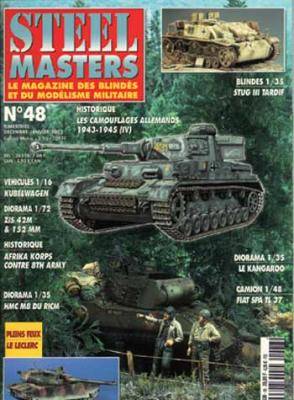 STEEL
MASTERS
LE MAGAZINE DES BLINDÉS
ET DU MODÉLISME MILITAIRE
N°48
HISTORIQUE
LES CAMOUFLAGES ALLEMANDS
1943-1945 (IV)
BLINDES 1/35
STUG III TARDIF
VEHICULES 1/16
KUBELWAGEN
DIORAMA 1/72
ZIS 42M
& 152 MM
HISTORIQUE
AFRIKA KORPS
CONTRE 8TH ARMY
DIORAMA 1/35
HMC M8 DU RICM
DIORAMA 1/35
LE KANGAROO
CAMION 1/48
FIAT SPA TL 37
PLEINS FEUX
LE LECLERC